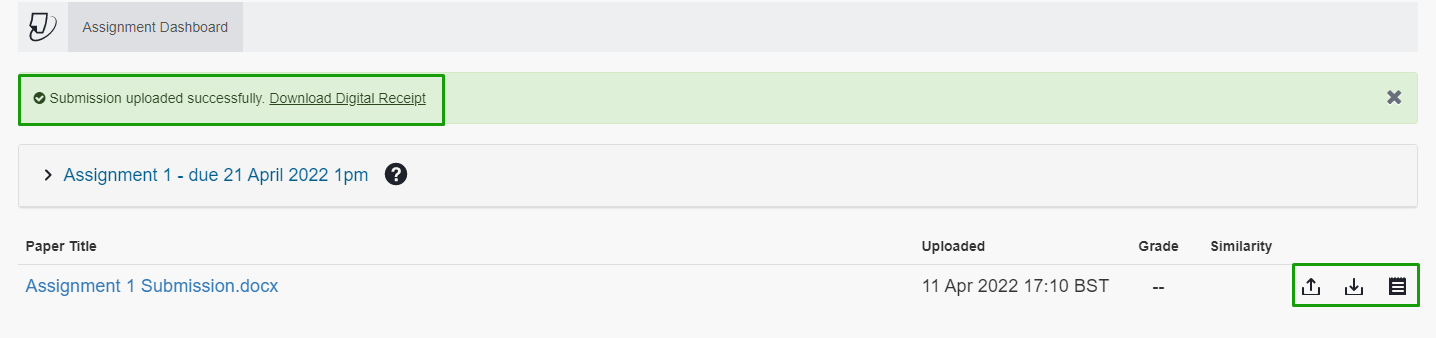 Assignment Dashboard
Submission uploaded successfully. Download Digital Receipt
Assignment 1 - due 21 April 2022 1pm ?
Paper Title Uploaded Grade Similarity
Assignment 1 Submission.docx 11 Apr 2022 17:10 BST --